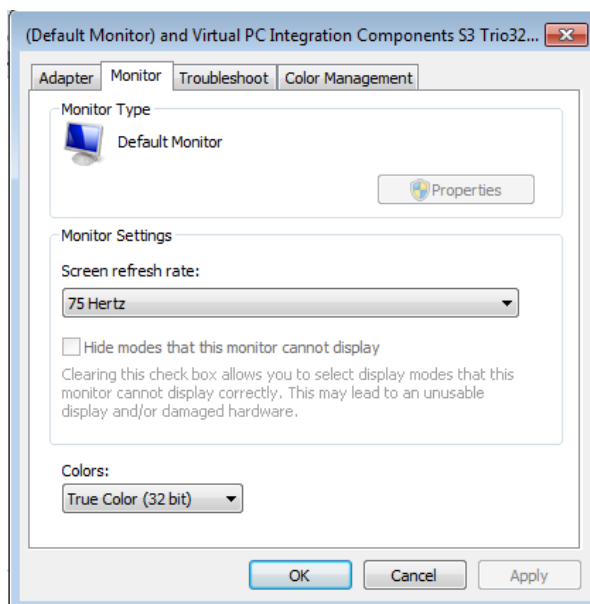 (Default Monitor) and Virtual PC Integration Components S3 Trio32...
Adapter Monitor Troubleshoot Color Management
Monitor Type
Default Monitor
Properties
Monitor Settings
Screen refresh rate:
75 Hertz
Hide modes that this monitor cannot display
Clearing this check box allows you to select display modes that this
monitor cannot display correctly. This may lead to an unusable
display and/or damaged hardware.
Colors:
True Color (32 bit)
OK Cancel Apply